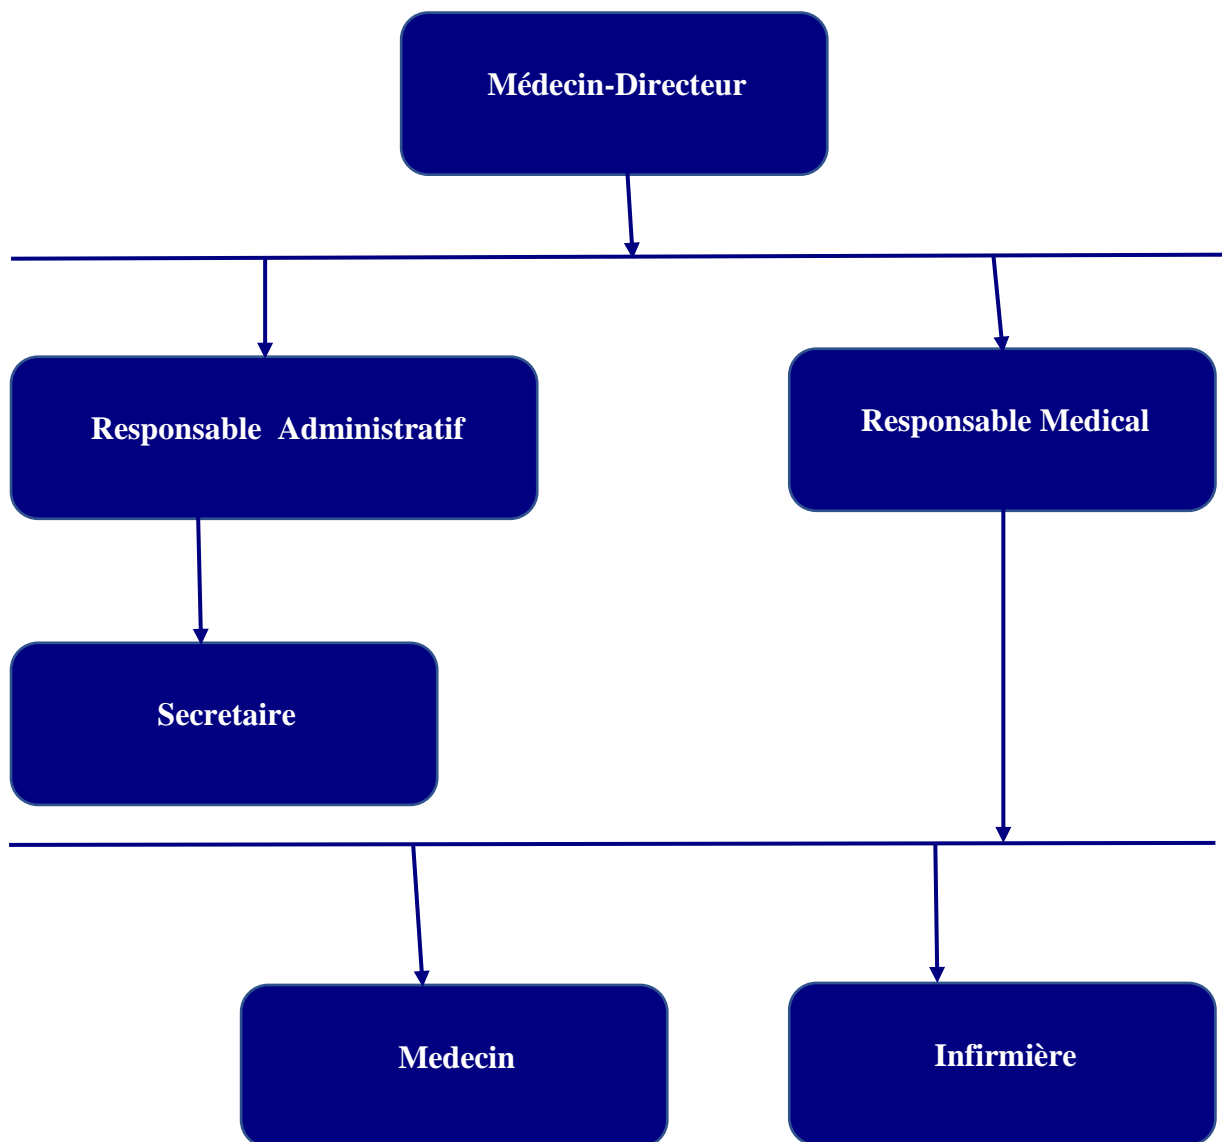 Médecin-Directeur
Responsable  Administratif
Responsable Medical
Secretaire
Medecin
Infirmière